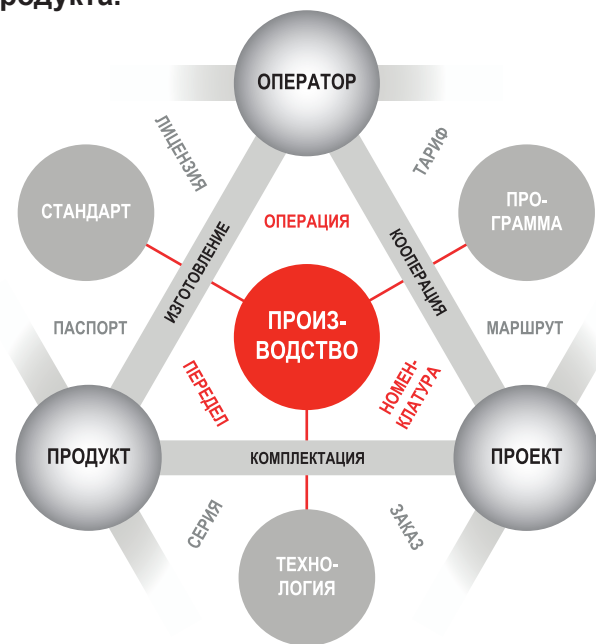 родукта.
ОПЕРАТОР
ЛИЦЕНЗИЯ
ТАРИФ
СТАНДАРТ
ПРО-
ГРАММА
ОПЕРАЦИЯ
ИЗГОТОВЛЕНИЕ
КООПЕРАЦИЯ
ПРОИЗ-
ВОДСТВО
ПАСПОРТ
МАРШРУТ
ПЕРЕДЕЛ
НОМЕН-
КЛАТУРА
ПРОДУКТ
КОМПЛЕКТАЦИЯ
ПРОЕКТ
СЕРИЯ
ЗАКАЗ
ТЕХНО-
ЛОГИЯ